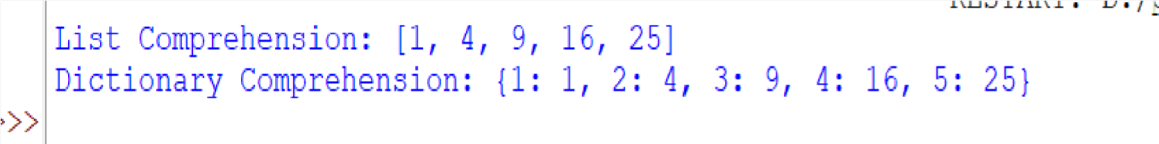 List Comprehension: [1, 4, 9, 16, 25]
Dictionary Comprehension: {1: 1, 2: 4, 3: 9, 4: 16, 5: 25}
>>>